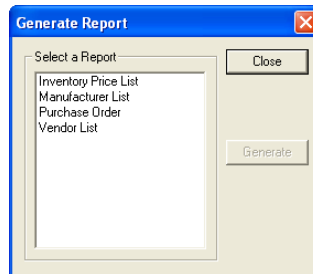 Generate Report
Select a Report
Close
Inventory Price List
Manufacturer List
Purchase Order
Vendor List
Generate